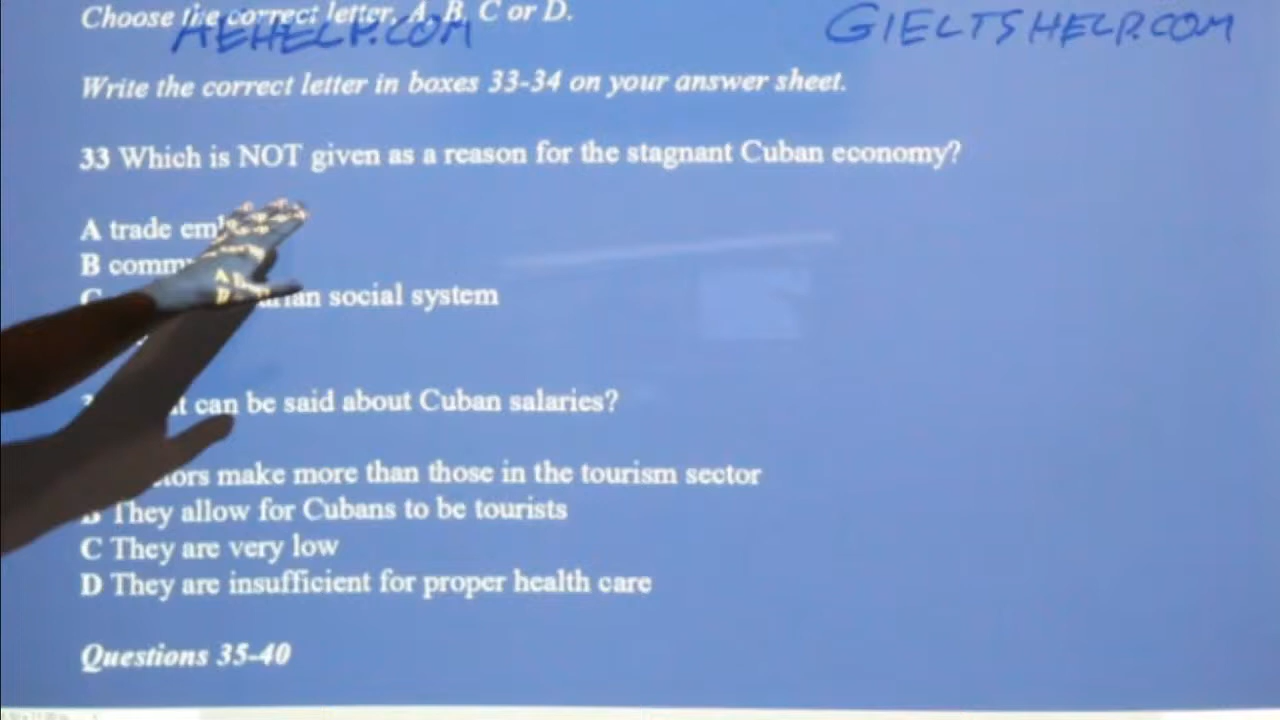 Choose the correct letter, A, B, C or D.
AEHELP.COM
GIELTSHELP.COM
Write the correct letter in boxes 33-34 on your answer sheet.
33 Which is NOT given as a reason for the stagnant Cuban economy?
A trade
B
social system
can be said about Cuban salaries?
make more than those in the tourism sector
B They allow for Cubans to be tourists
C They are very low
D They are insufficient for proper health care
Questions 35-40